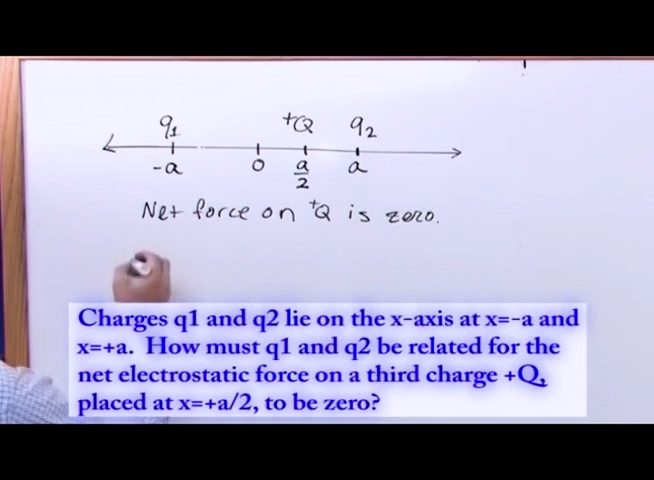 q1 +Q q2
-a 0 a/2 a
Net force on +Q is zero.
Charges q1 and q2 lie on the x-axis at x=-a and
x=+a. How must q1 and q2 be related for the
net electrostatic force on a third charge +Q,
placed at x=+a/2, to be zero?